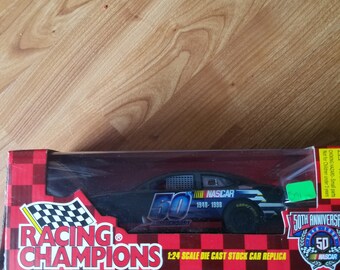 NASCAR
50
1948 - 1998
RACING
CHAMPIONS
1:24 SCALE DIE CAST STOCK CAR REPLICA
50TH ANNIVERSARY
50
NASCAR